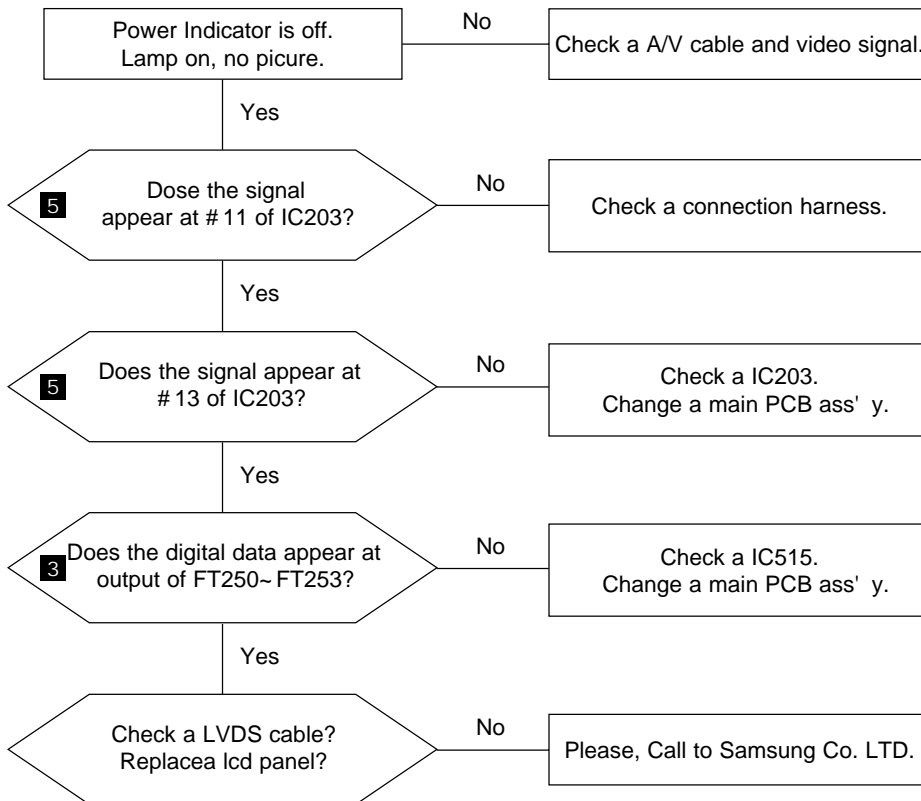 Power Indicator is off.
Lamp on, no picure.
No
Check a A/V cable and video signal.
Yes
5
Dose the signal
appear at #11 of IC203?
No
Check a connection harness.
Yes
5
Does the signal appear at
#13 of IC203?
No
Check a IC203.
Change a main PCB ass' y.
Yes
3
Does the digital data appear at
output of FT250~FT253?
No
Check a IC515.
Change a main PCB ass' y.
Yes
Check a LVDS cable?
Replacea lcd panel?
No
Please, Call to Samsung Co. LTD.